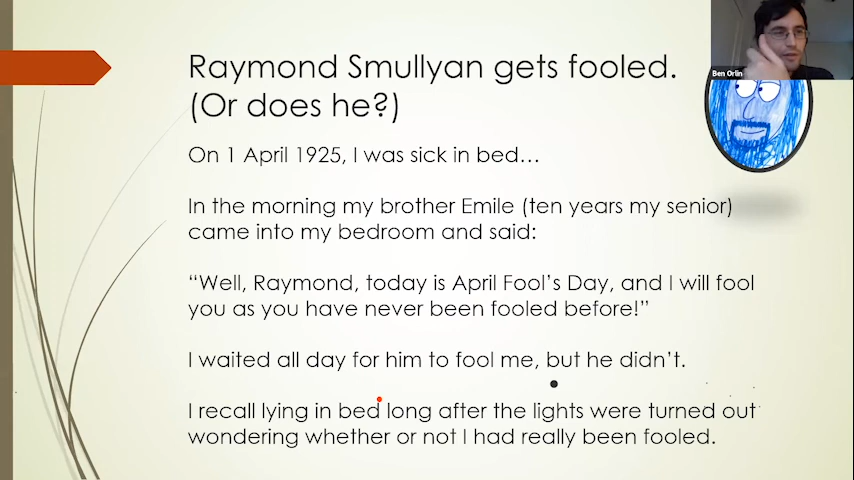 Ben Orlin
Raymond Smullyan gets fooled.
(Or does he?)
On 1 April 1925, I was sick in bed…
In the morning my brother Emile (ten years my senior)
came into my bedroom and said:
“Well, Raymond, today is April Fool’s Day, and I will fool
you as you have never been fooled before!”
I waited all day for him to fool me, but he didn’t.
I recall lying in bed long after the lights were turned out
wondering whether or not I had really been fooled.